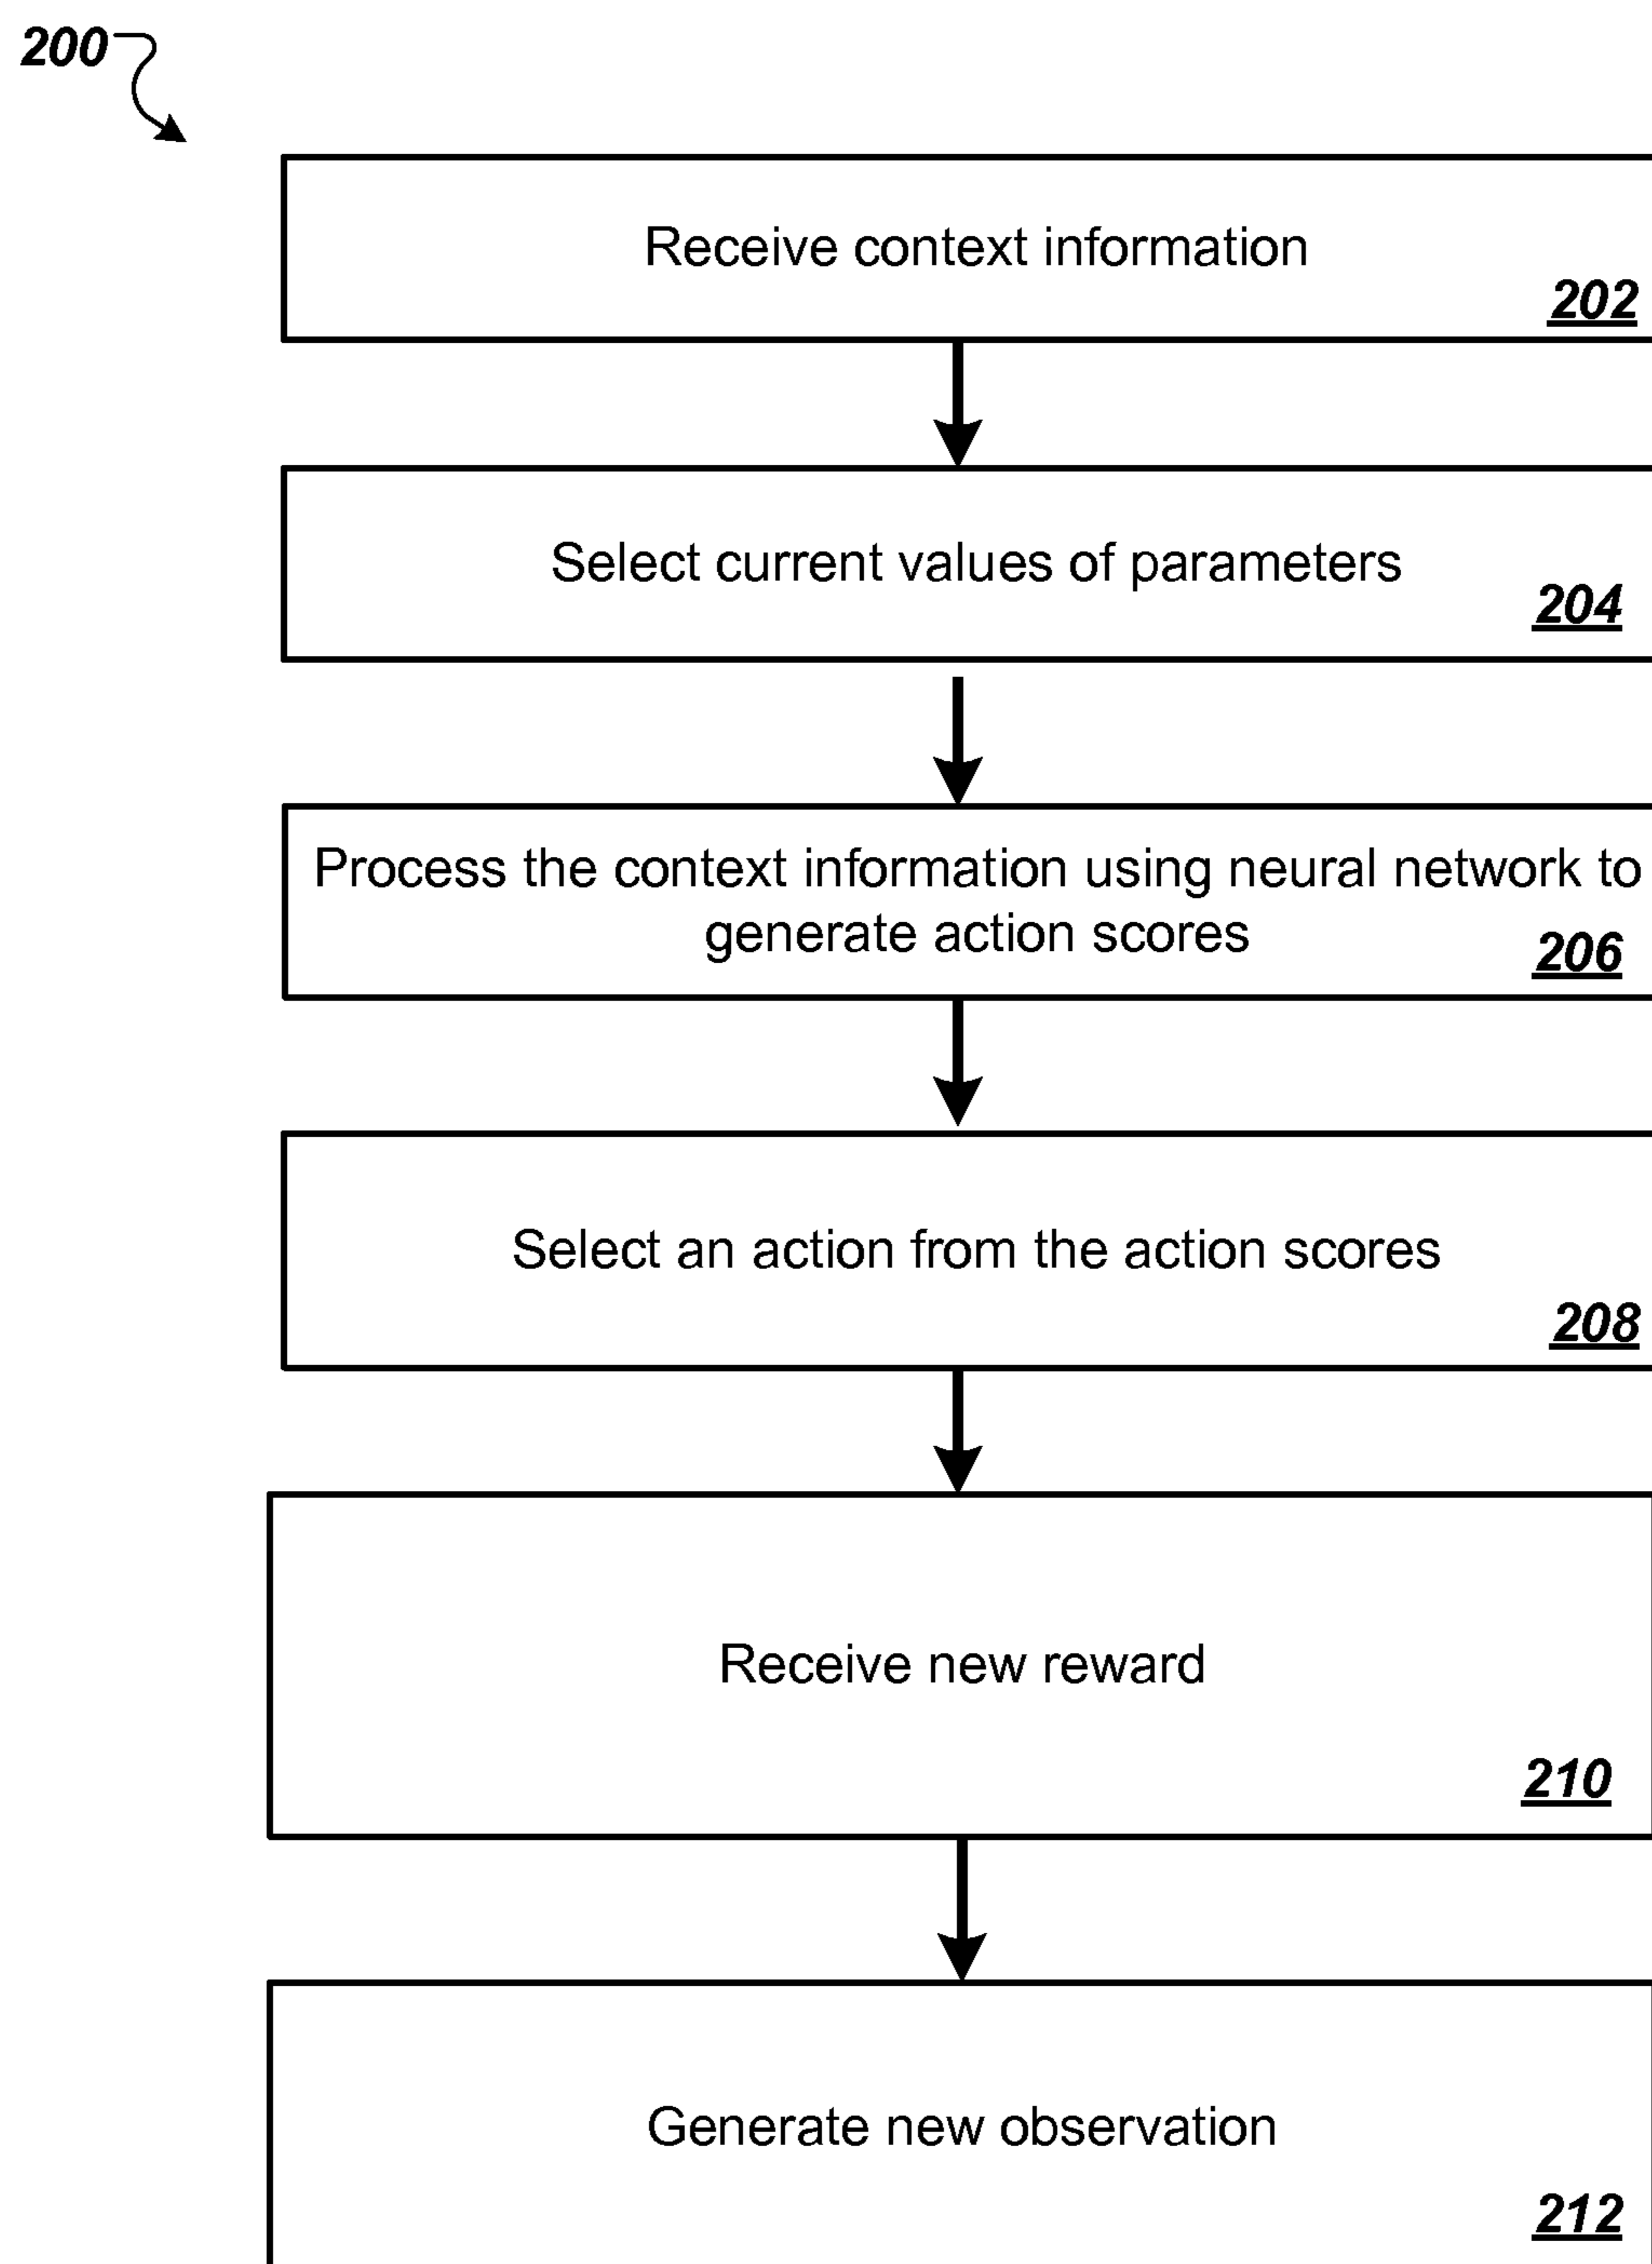 200
Receive context information
202
Select current values of parameters
204
Process the context information using neural network to
generate action scores
206
Select an action from the action scores
208
Receive new reward
210
Generate new observation
212